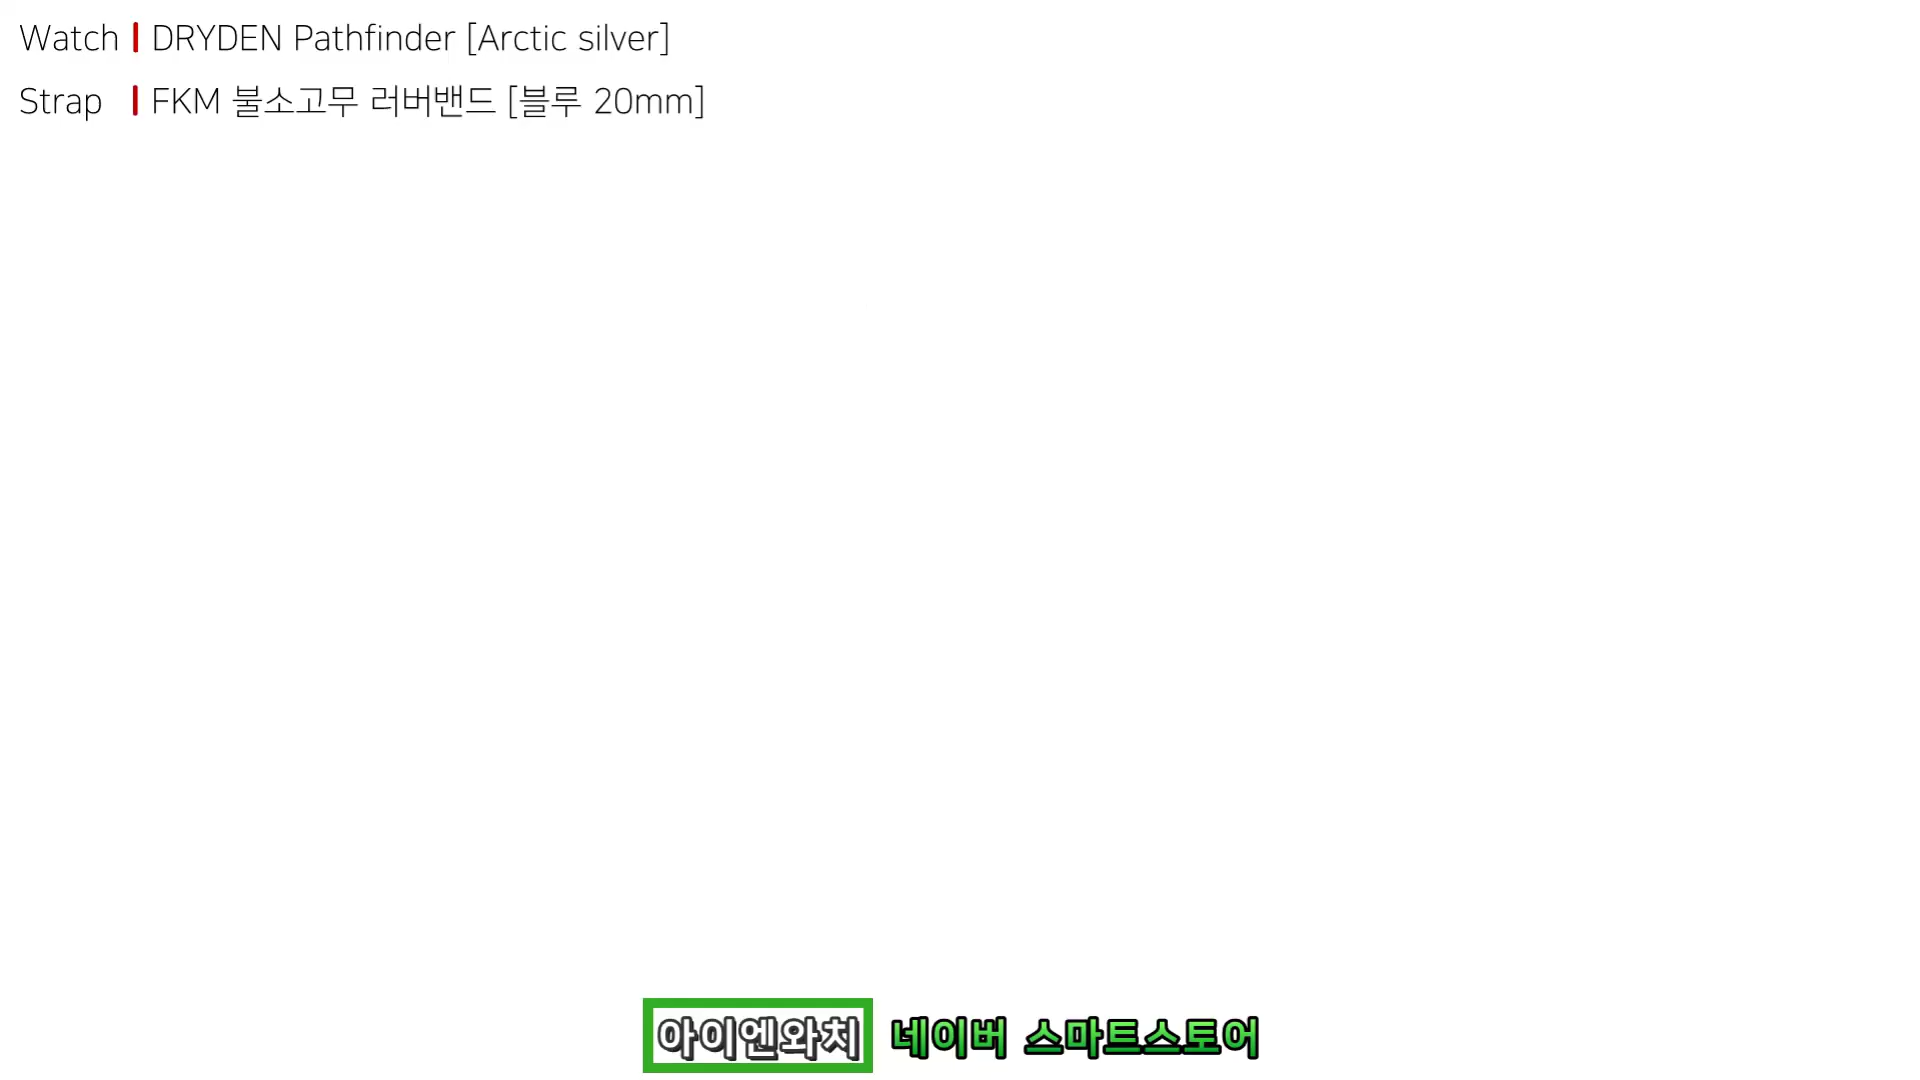 Watch | DRYDEN Pathfinder [Arctic silver]
Strap | FKM 불소고무 러버밴드 [블루 20mm]
아이엔와치 네이버 스마트스토어